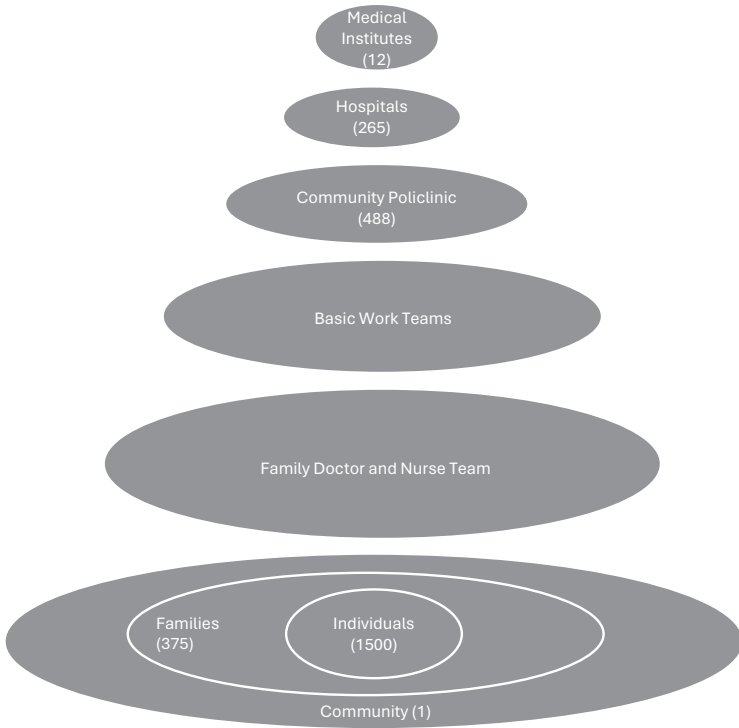 Medical
Institutes
(12)
Hospitals
(265)
Community Policlinic
(488)
Basic Work Teams
Family Doctor and Nurse Team
Families
(375)
Individuals
(1500)
Community (1)